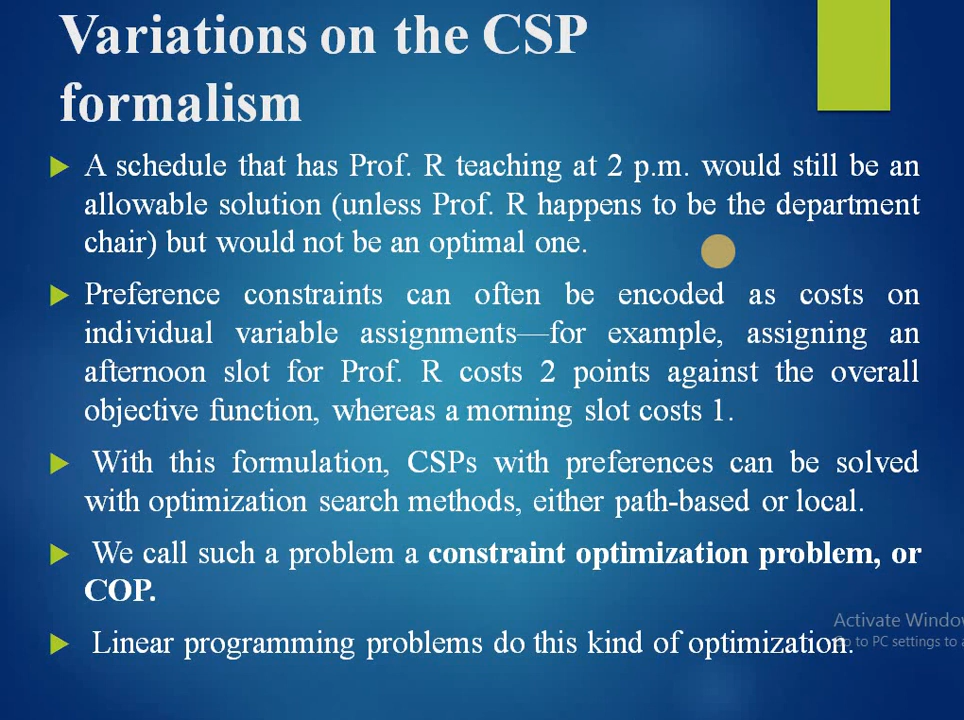 Variations on the CSP
formalism
A schedule that has Prof. R teaching at 2 p.m. would still be an
allowable solution (unless Prof. R happens to be the department
chair) but would not be an optimal one.
Preference constraints can often be encoded as costs on
individual variable assignments—for example, assigning an
afternoon slot for Prof. R costs 2 points against the overall
objective function, whereas a morning slot costs 1.
With this formulation, CSPs with preferences can be solved
with optimization search methods, either path-based or local.
We call such a problem a constraint optimization problem, or
COP.
Linear programming problems do this kind of optimization.
Activate Window
to PC settings to a